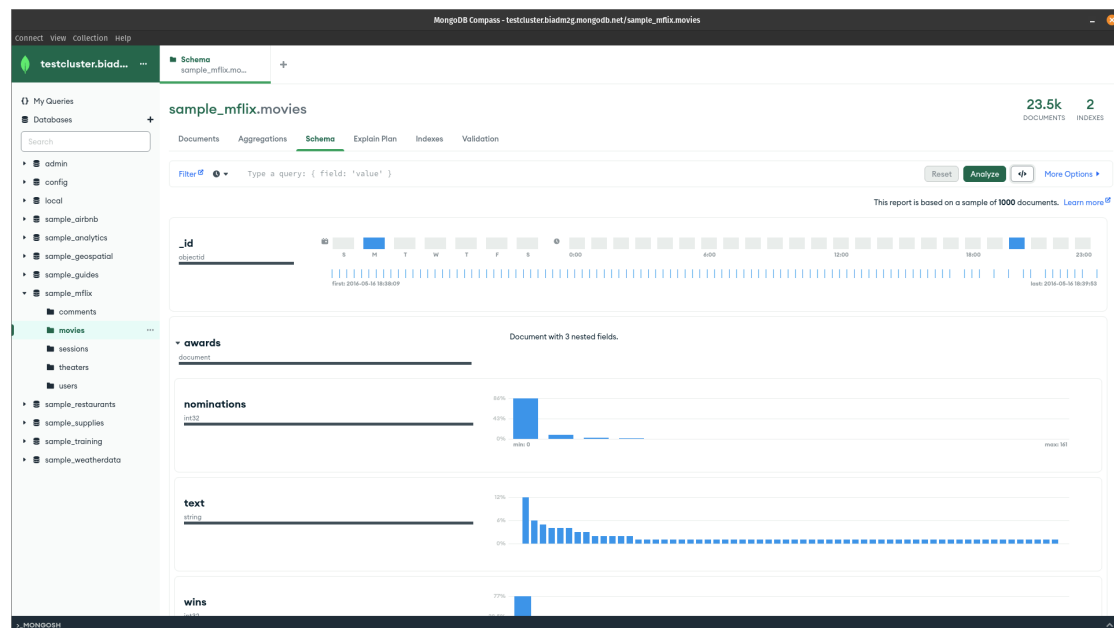 MongoDB Compass - testcluster.biadm2g.mongodb.net/sample_mflix.movies
Connect View Collection Help
testcluster.biad... ...
Schema
sample_mflix.mo...
+
{} My Queries
Databases +
Search
admin
config
local
sample_airbnb
sample_analytics
sample_geospatial
sample_guides
sample_mflix
comments
movies ...
sessions
theaters
users
sample_restaurants
sample_supplies
sample_training
sample_weatherdata
sample_mflix.movies
23.5k 2
DOCUMENTS INDEXES
Documents Aggregations Schema Explain Plan Indexes Validation
Filter Type a query: { field: 'value' } Reset Analyze </> More Options
This report is based on a sample of 1000 documents. Learn more
_id
objectid
S M T W T F S 0:00 6:00 12:00 18:00 23:00
first: 2016-05-16 18:38:09 last: 2016-05-16 18:39:53
awards
document
Document with 3 nested fields.
nominations
int32
86%
43%
0%
min: 0 max: 161
text
string
12%
6%
0%
wins
int32
77%
>_MONGOSH